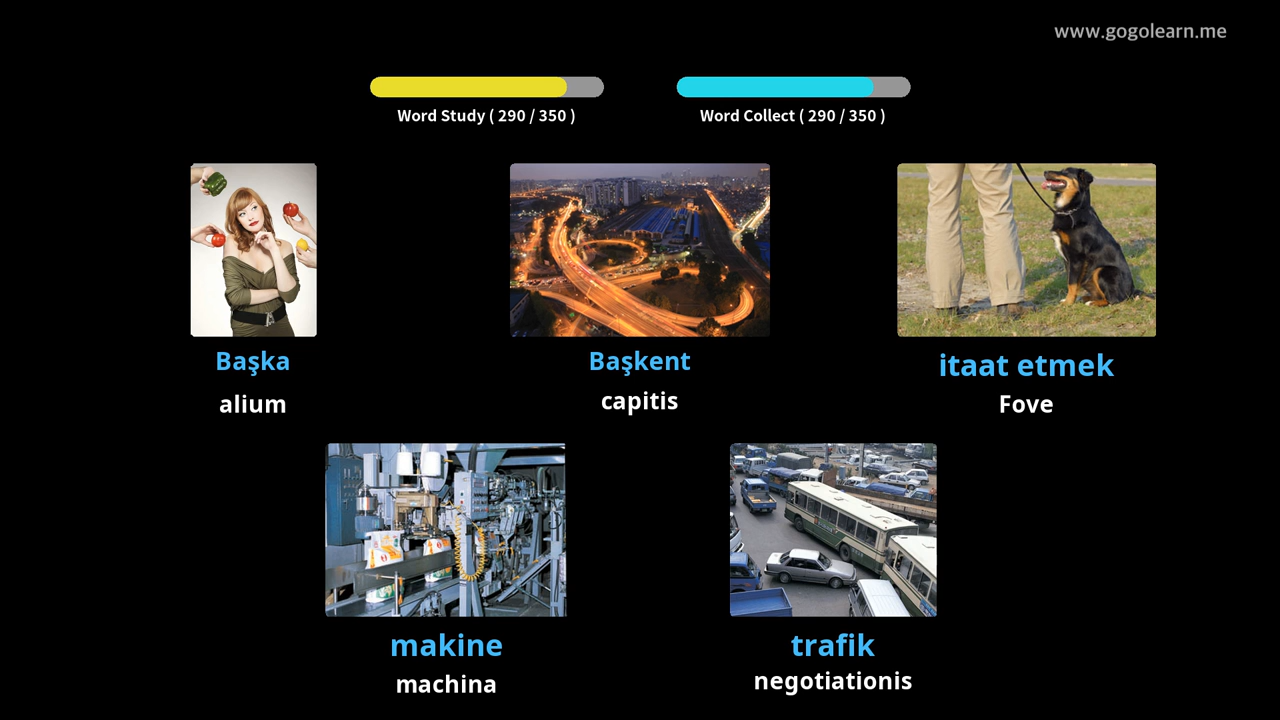 www.gogolearn.me
Word Study ( 290 / 350 )
Word Collect ( 290 / 350 )
Başka
alium
Başkent
capitis
itaat etmek
Fove
makine
machina
trafik
negotiationis